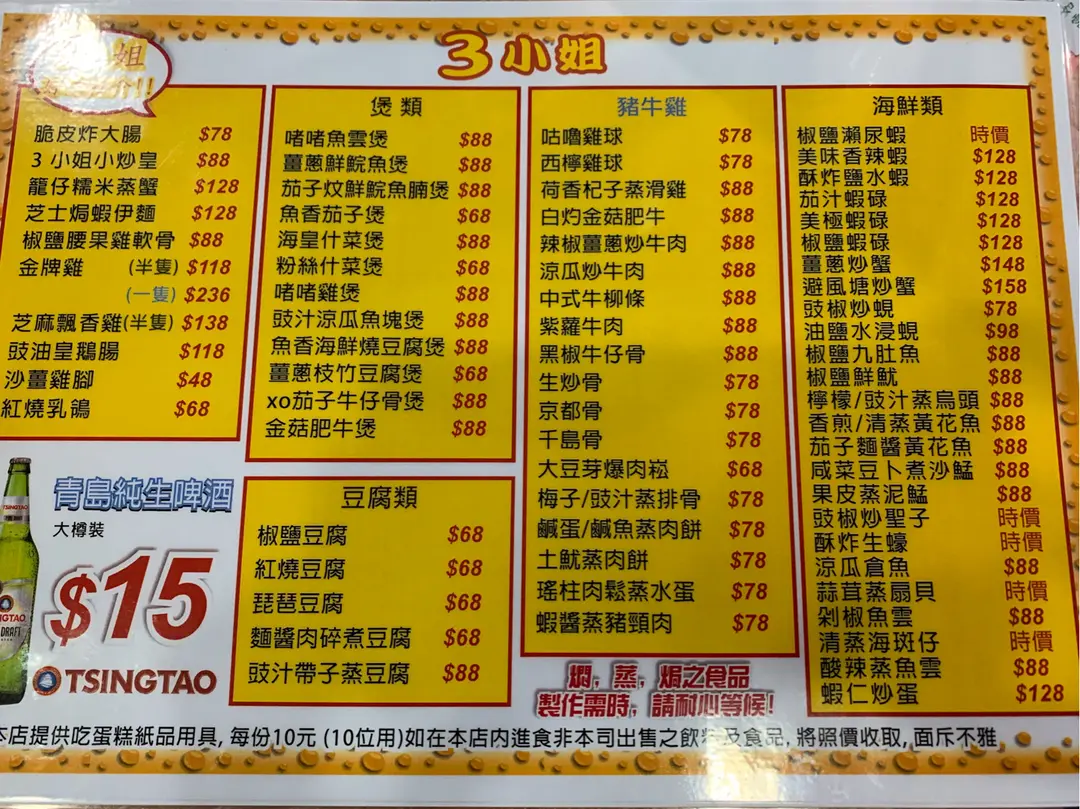 3小姐
姐
脆皮炸大腸 $78
3 小姐小炒皇 $88
籠仔糯米蒸蟹 $128
芝士焗蝦伊麵 $128
椒鹽腰果雞軟骨 $88
金牌雞 (半隻) $118
(一隻) $236
芝麻飄香雞(半隻) $138
豉油皇鵝腸 $118
沙薑雞腳 $48
紅燒乳鴿 $68
青島純生啤酒
大樽裝
$15
TSINGTAO
煲類
啫啫魚雲煲 $88
薑蔥鮮鯇魚煲 $88
茄子炆鮮鯇魚腩煲 $88
魚香茄子煲 $68
海皇什菜煲 $88
粉絲什菜煲 $68
啫啫雞煲 $88
豉汁涼瓜魚塊煲 $88
魚香海鮮燒豆腐煲 $88
薑蔥枝竹豆腐煲 $68
xo茄子牛仔骨煲 $88
金菇肥牛煲 $88
豆腐類
椒鹽豆腐 $68
紅燒豆腐 $68
琵琶豆腐 $68
麵醬肉碎煮豆腐 $68
豉汁帶子蒸豆腐 $88
豬牛雞
咕嚕雞球 $78
西檸雞球 $78
荷香杞子蒸滑雞 $88
白灼金菇肥牛 $88
辣椒薑蔥炒牛肉 $88
涼瓜炒牛肉 $88
中式牛柳條 $88
紫蘿牛肉 $88
黑椒牛仔骨 $88
生炒骨 $78
京都骨 $78
千島骨 $78
大豆芽爆肉崧 $68
梅子/豉汁蒸排骨 $78
鹹蛋/鹹魚蒸肉餅 $78
土魷蒸肉餅 $78
瑤柱肉鬆蒸水蛋 $78
蝦醬蒸豬頸肉 $78
燜, 蒸, 焗之食品
製作需時, 請耐心等候!
海鮮類
椒鹽瀨尿蝦 時價
美味香辣蝦 $128
酥炸鹽水蝦 $128
茄汁蝦碌 $128
美極蝦碌 $128
椒鹽蝦碌 $128
薑蔥炒蟹 $148
避風塘炒蟹 $158
豉椒炒蜆 $78
油鹽水浸蜆 $98
椒鹽九肚魚 $88
椒鹽鮮魷 $88
檸檬/豉汁蒸烏頭 $88
香煎/清蒸黃花魚 $88
茄子麵醬黃花魚 $88
咸菜豆卜煮沙鯭 $88
果皮蒸泥鯭 $88
豉椒炒聖子 時價
酥炸生蠔 時價
涼瓜倉魚 $88
蒜茸蒸扇貝 時價
剁椒魚雲 $88
清蒸海斑仔 時價
酸辣蒸魚雲 $88
蝦仁炒蛋 $128
本店提供吃蛋糕紙品用具, 每份10元 (10位用)如在本店内進食非本司出售之飲料及食品, 將照價收取, 面斥不雅